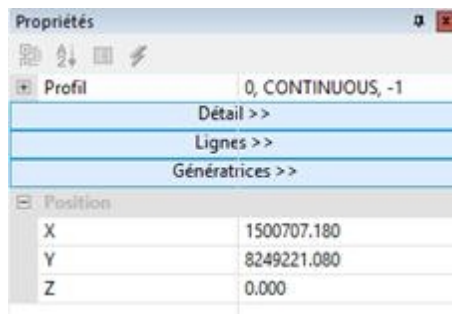 Propriétés
Profil 0, CONTINUOUS, -1
Détail >>
Lignes >>
Génératrices >>
Position
X 1500707.180
Y 8249221.080
Z 0.000